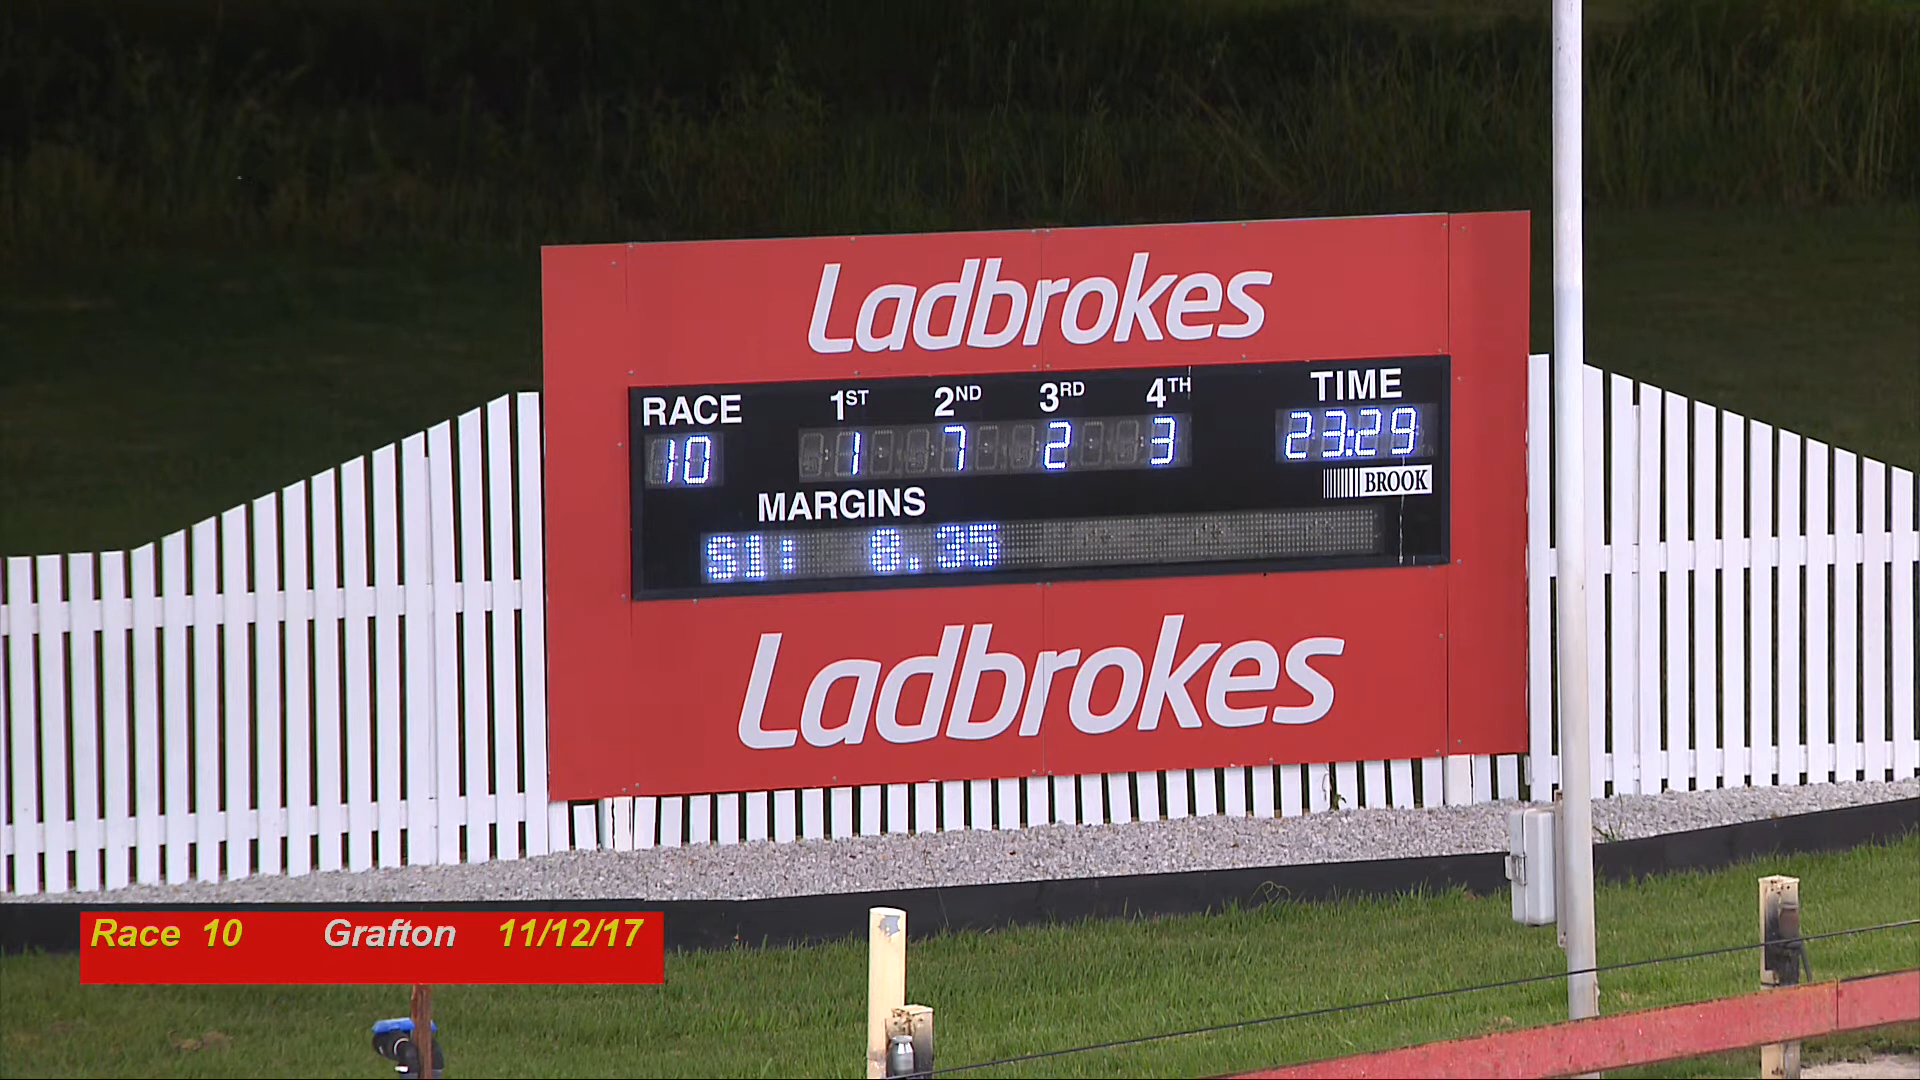 Ladbrokes
RACE 1ST 2ND 3RD 4TH TIME
10 1 7 2 3 23:29
BROOK
MARGINS
S1: 8.35
Ladbrokes
Race 10 Grafton 11/12/17